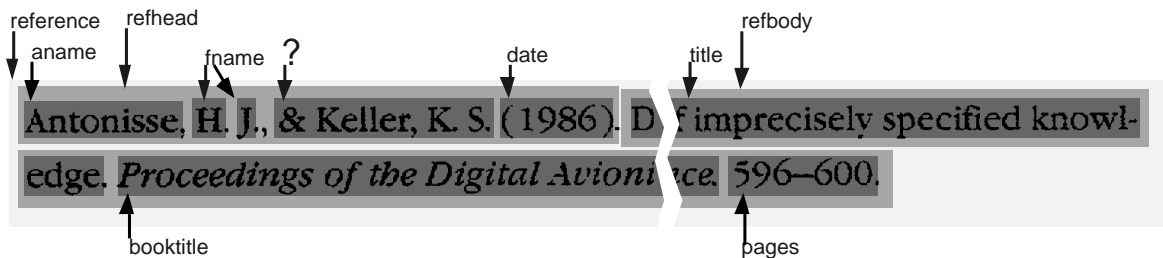 reference refhead refbody
aname fname ? date title
Antonisse, H. J., & Keller, K. S. (1986). D f imprecisely specified knowl-
edge. Proceedings of the Digital Avioni ce. 596–600.
booktitle pages